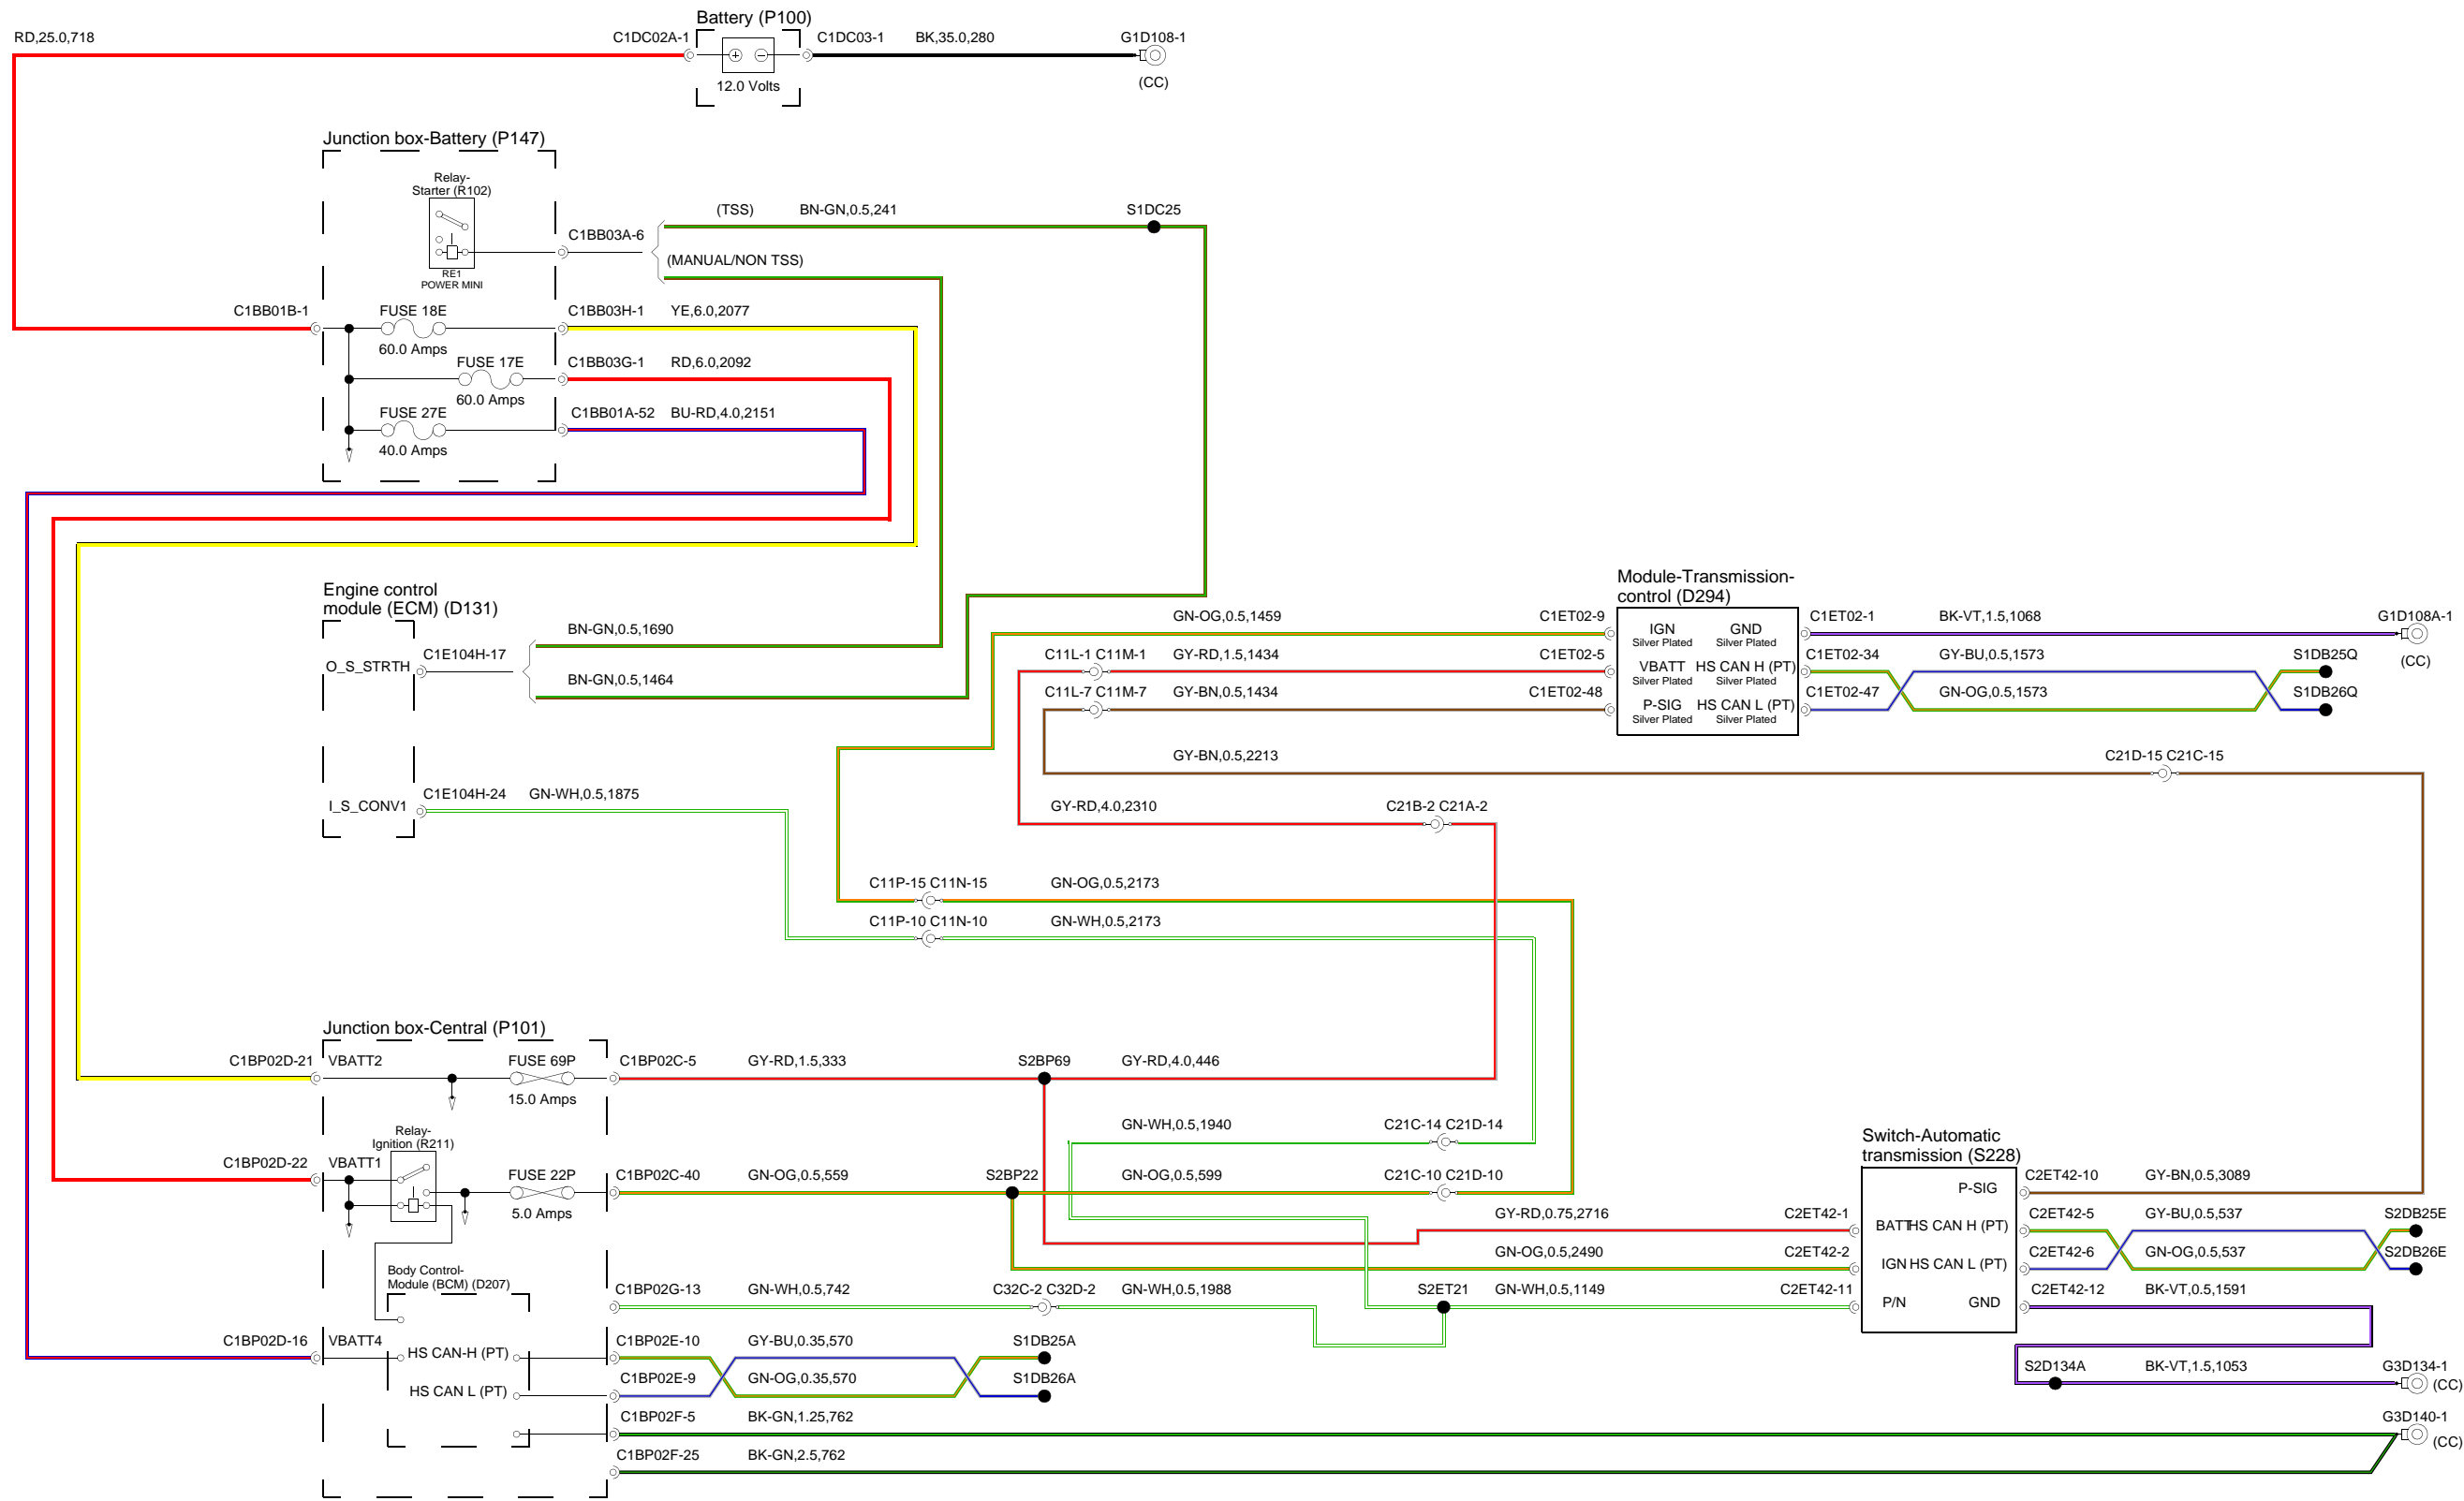 Battery (P100)
RD,25.0,718
C1DC02A-1
C1DC03-1
BK,35.0,280
G1D108-1
12.0 Volts
(CC)
Junction box-Battery (P147)
Relay-
Starter (R102)
RE1
POWER MINI
C1BB03A-6
(TSS)
BN-GN,0.5,241
S1DC25
(MANUAL/NON TSS)
C1BB01B-1
FUSE 18E
60.0 Amps
C1BB03H-1
YE,6.0,2077
FUSE 17E
60.0 Amps
C1BB03G-1
RD,6.0,2092
FUSE 27E
40.0 Amps
C1BB01A-52
BU-RD,4.0,2151
Engine control
module (ECM) (D131)
BN-GN,0.5,1690
O_S_STRTH
C1E104H-17
BN-GN,0.5,1464
I_S_CONV1
C1E104H-24
GN-WH,0.5,1875
Module-Transmission-
control (D294)
GN-OG,0.5,1459
C1ET02-9
IGN
Silver Plated
GND
Silver Plated
C1ET02-1
BK-VT,1.5,1068
G1D108A-1
(CC)
C11L-1 C11M-1
GY-RD,1.5,1434
C1ET02-5
VBATT
Silver Plated
HS CAN H (PT)
Silver Plated
C1ET02-34
GY-BU,0.5,1573
S1DB25Q
C11L-7 C11M-7
GY-BN,0.5,1434
C1ET02-48
P-SIG
Silver Plated
HS CAN L (PT)
Silver Plated
C1ET02-47
GN-OG,0.5,1573
S1DB26Q
GY-BN,0.5,2213
C21D-15 C21C-15
GY-RD,4.0,2310
C21B-2 C21A-2
C11P-15 C11N-15
GN-OG,0.5,2173
C11P-10 C11N-10
GN-WH,0.5,2173
Junction box-Central (P101)
C1BP02D-21
VBATT2
FUSE 69P
15.0 Amps
C1BP02C-5
GY-RD,1.5,333
S2BP69
GY-RD,4.0,446
GN-WH,0.5,1940
C21C-14 C21D-14
Relay-
Ignition (R211)
C1BP02D-22
VBATT1
FUSE 22P
5.0 Amps
C1BP02C-40
GN-OG,0.5,559
S2BP22
GN-OG,0.5,599
C21C-10 C21D-10
Switch-Automatic
transmission (S228)
P-SIG
C2ET42-10
GY-BN,0.5,3089
GY-RD,0.75,2716
C2ET42-1
BATT
HS CAN H (PT)
C2ET42-5
GY-BU,0.5,537
S2DB25E
GN-OG,0.5,2490
C2ET42-2
IGN
HS CAN L (PT)
C2ET42-6
GN-OG,0.5,537
S2DB26E
Body Control-
Module (BCM) (D207)
C1BP02G-13
GN-WH,0.5,742
C32C-2 C32D-2
GN-WH,0.5,1988
S2ET21
GN-WH,0.5,1149
C2ET42-11
P/N
GND
C2ET42-12
BK-VT,0.5,1591
C1BP02D-16
VBATT4
HS CAN-H (PT)
C1BP02E-10
GY-BU,0.35,570
S1DB25A
S2D134A
BK-VT,1.5,1053
G3D134-1
(CC)
HS CAN L (PT)
C1BP02E-9
GN-OG,0.35,570
S1DB26A
C1BP02F-5
BK-GN,1.25,762
G3D140-1
(CC)
C1BP02F-25
BK-GN,2.5,762